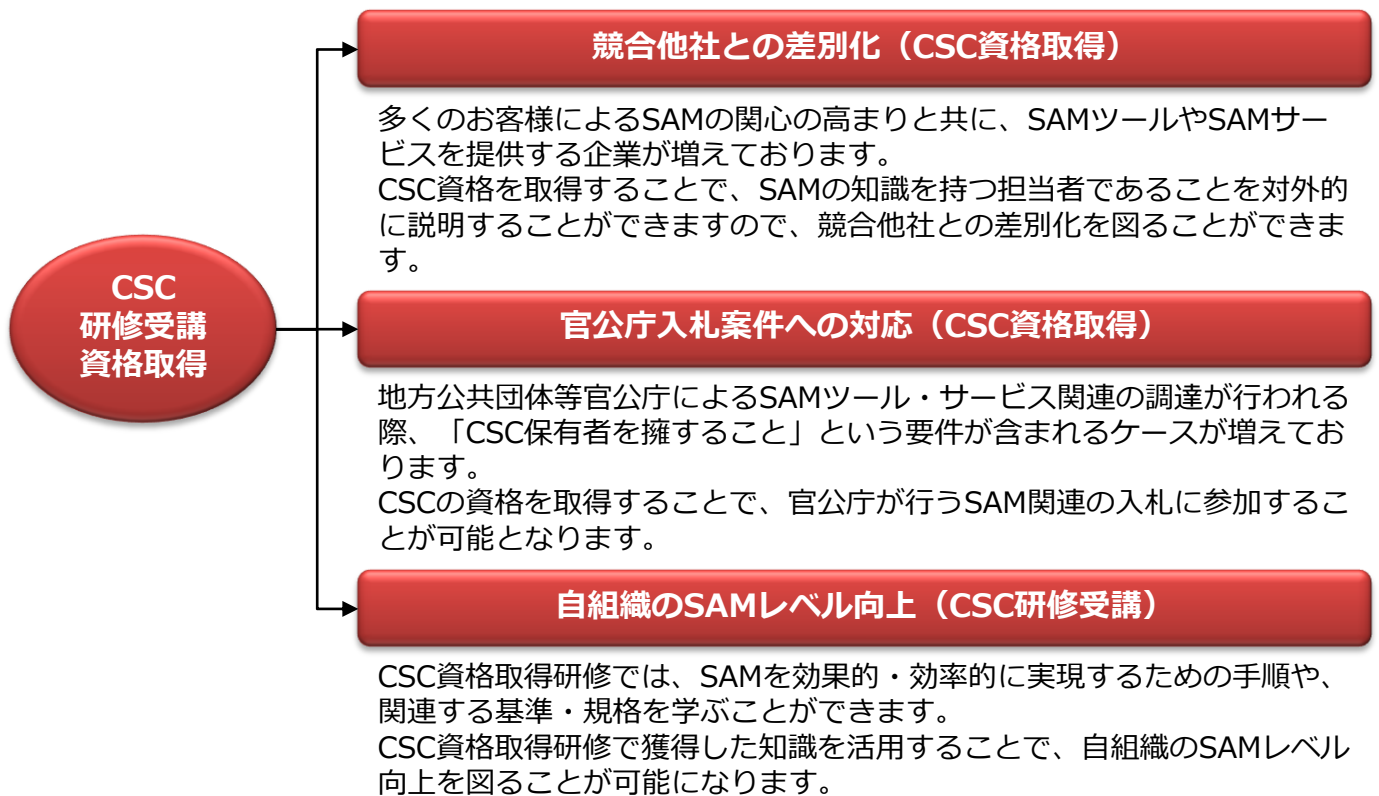 競合他社との差別化（CSC資格取得）
多くのお客様によるSAMの関心の高まりと共に、SAMツールやSAMサー
ビスを提供する企業が増えております。
CSC資格を取得することで、SAMの知識を持つ担当者であることを対外的
に説明することができますので、競合他社との差別化を図ることができま
す。
CSC
研修受講
資格取得
官公庁入札案件への対応（CSC資格取得）
地方公共団体等官公庁によるSAMツール・サービス関連の調達が行われる
際、「CSC保有者を擁すること」という要件が含まれるケースが増えてお
ります。
CSCの資格を取得することで、官公庁が行うSAM関連の入札に参加するこ
とが可能となります。
自組織のSAMレベル向上（CSC研修受講）
CSC資格取得研修では、SAMを効果的・効率的に実現するための手順や、
関連する基準・規格を学ぶことができます。
CSC資格取得研修で獲得した知識を活用することで、自組織のSAMレベル
向上を図ることが可能になります。